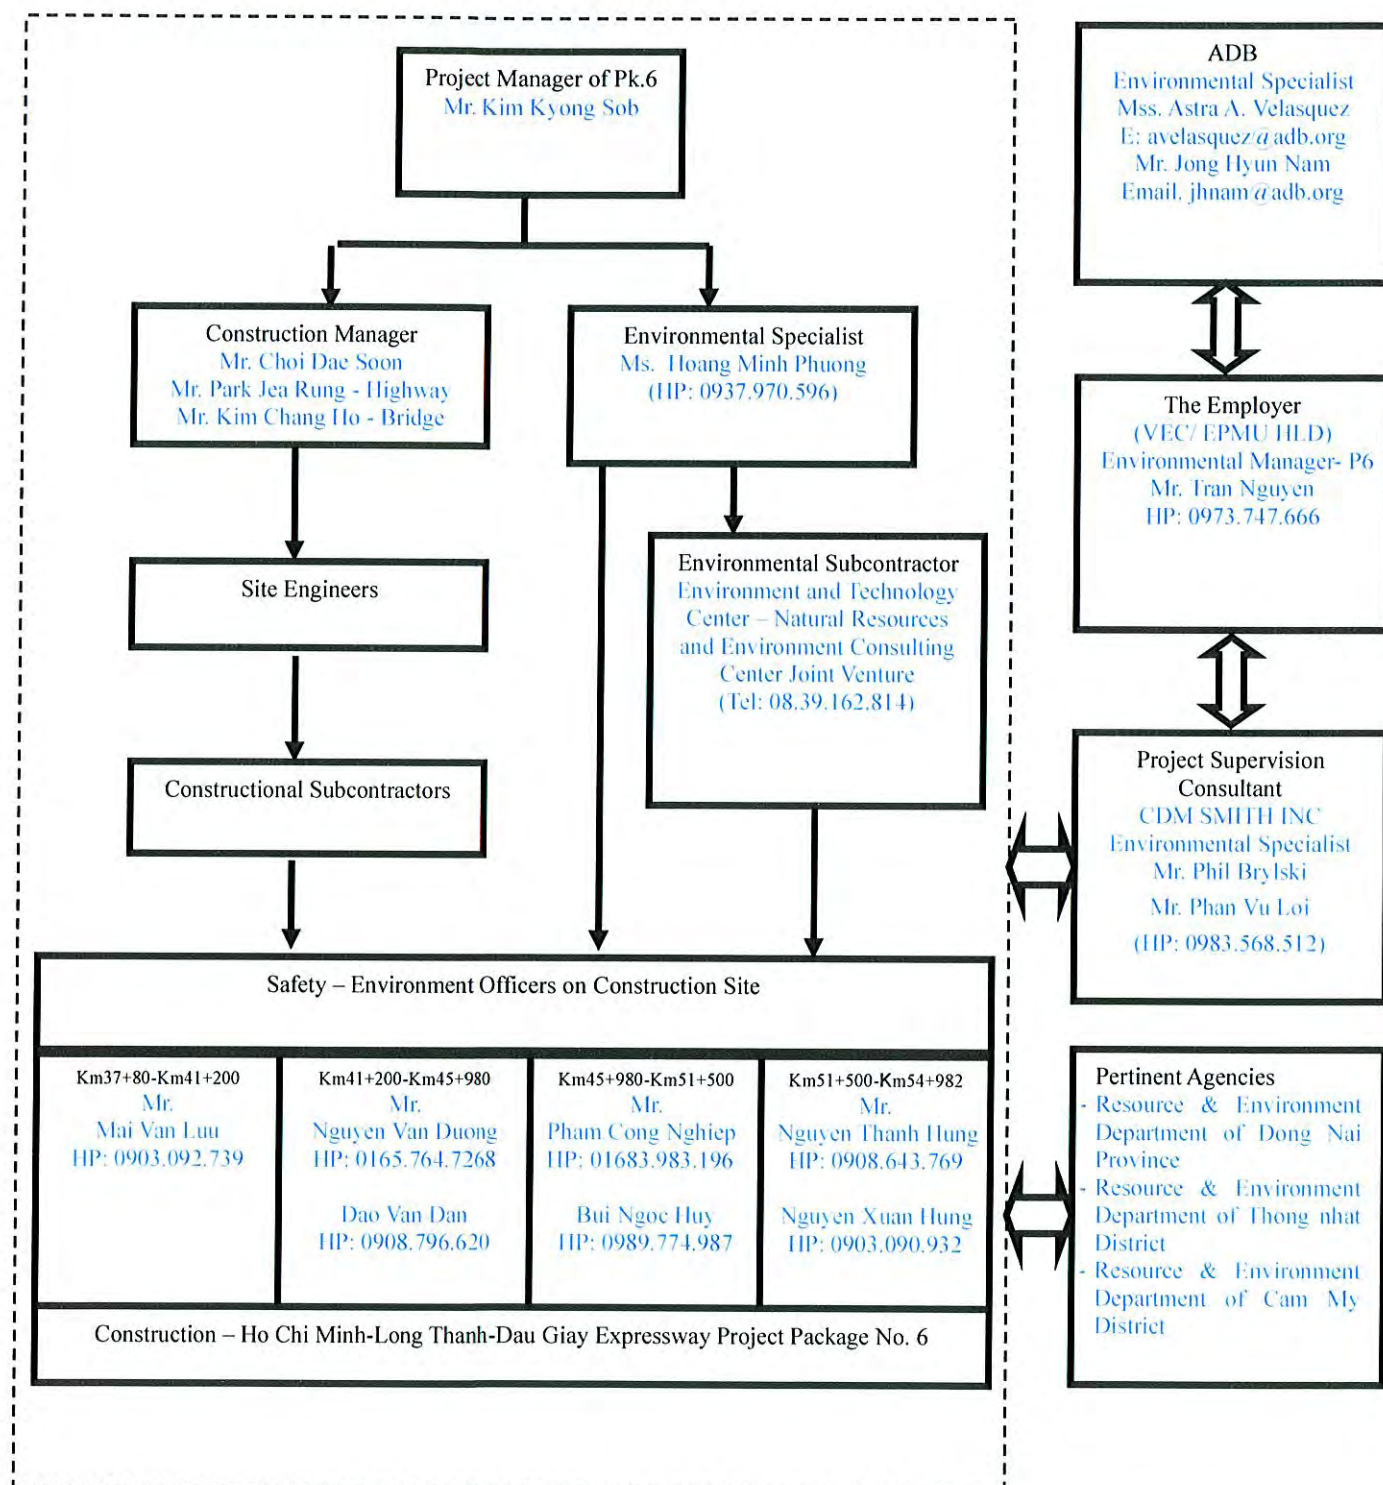 Project Manager of Pk.6
Mr. Kim Kyong Sob
Construction Manager
Mr. Choi Dae Soon
Mr. Park Jea Rung - Highway
Mr. Kim Chang Ho - Bridge
Environmental Specialist
Ms. Hoang Minh Phuong
(HP: 0937.970.596)
Site Engineers
Environmental Subcontractor
Environment and Technology
Center – Natural Resources
and Environment Consulting
Center Joint Venture
(Tel: 08.39.162.814)
Constructional Subcontractors
Safety – Environment Officers on Construction Site
Km37+80-Km41+200
Mr.
Mai Van Luu
HP: 0903.092.739
Km41+200-Km45+980
Mr.
Nguyen Van Duong
HP: 0165.764.7268
Dao Van Dan
HP: 0908.796.620
Km45+980-Km51+500
Mr.
Pham Cong Nghiep
HP: 01683.983.196
Bui Ngoc Huy
HP: 0989.774.987
Km51+500-Km54+982
Mr.
Nguyen Thanh Hung
HP: 0908.643.769
Nguyen Xuan Hung
HP: 0903.090.932
Construction – Ho Chi Minh-Long Thanh-Dau Giay Expressway Project Package No. 6
ADB
Environmental Specialist
Mss. Astra A. Velasquez
E: avelasquez@adb.org
Mr. Jong Hyun Nam
Email. jhnam@adb.org
The Employer
(VEC/ EPMU HLD)
Environmental Manager- P6
Mr. Tran Nguyen
HP: 0973.747.666
Project Supervision
Consultant
CDM SMITH INC
Environmental Specialist
Mr. Phil Brylski
Mr. Phan Vu Loi
(HP: 0983.568.512)
Pertinent Agencies
- Resource & Environment
Department of Dong Nai
Province
- Resource & Environment
Department of Thong nhat
District
- Resource & Environment
Department of Cam My
District